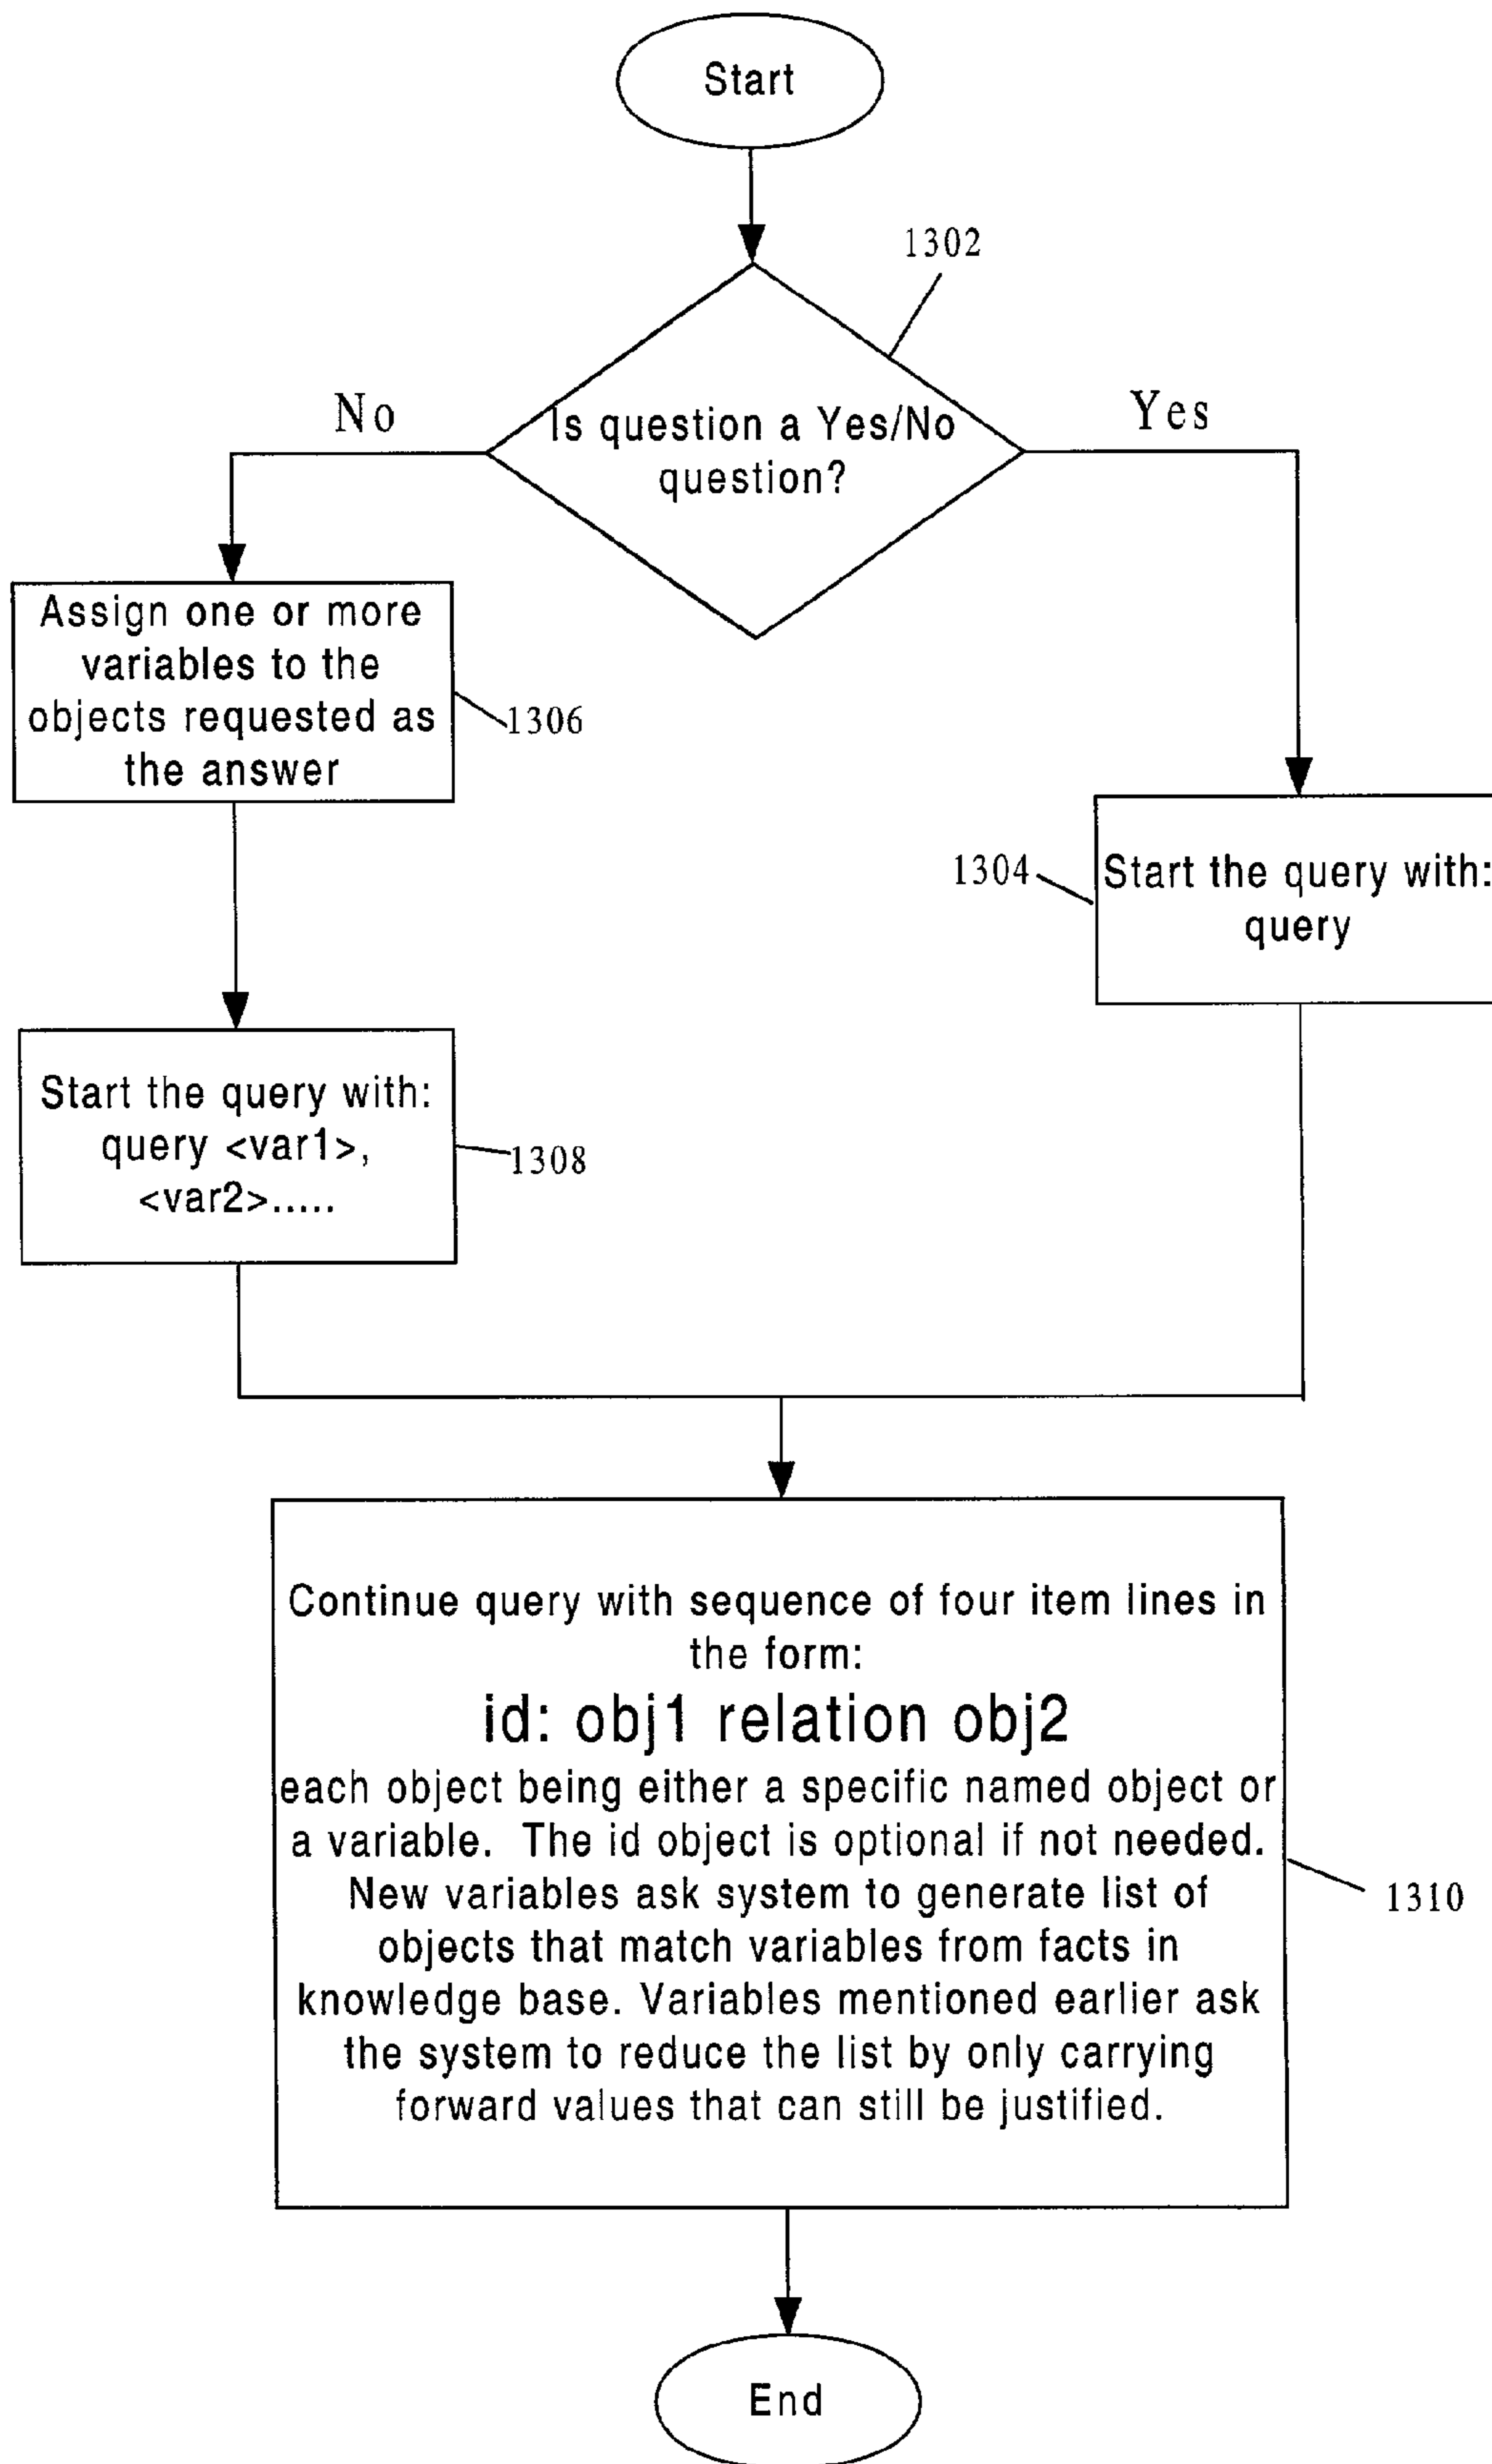 Start
1302
No
Yes
Is question a Yes/No
question?
Assign one or more
variables to the
objects requested as
the answer
1306
1304
Start the query with:
query
Start the query with:
query <var1>,
<var2>.....
1308
Continue query with sequence of four item lines in
the form:
id: obj1 relation obj2
each object being either a specific named object or
a variable. The id object is optional if not needed.
New variables ask system to generate list of
objects that match variables from facts in
knowledge base. Variables mentioned earlier ask
the system to reduce the list by only carrying
forward values that can still be justified.
1310
End